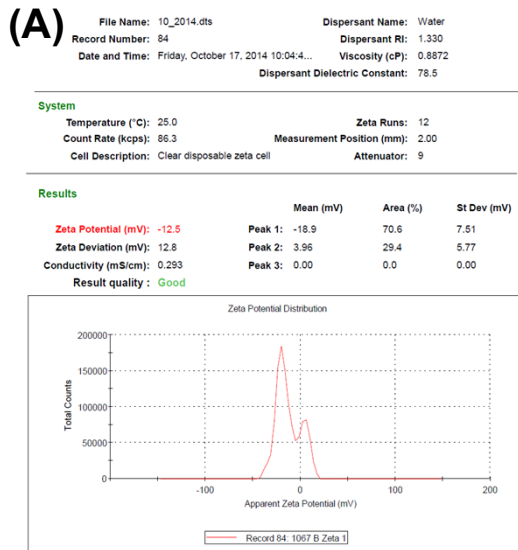 (A)
File Name: 10_2014.dts Dispersant Name: Water
Record Number: 84 Dispersant RI: 1.330
Date and Time: Friday, October 17, 2014 10:04:4... Viscosity (cP): 0.8872
Dispersant Dielectric Constant: 78.5
System
Temperature (°C): 25.0 Zeta Runs: 12
Count Rate (kcps): 86.3 Measurement Position (mm): 2.00
Cell Description: Clear disposable zeta cell Attenuator: 9
Results
Mean (mV) Area (%) St Dev (mV)
Zeta Potential (mV): -12.5 Peak 1: -18.9 70.6 7.51
Zeta Deviation (mV): 12.8 Peak 2: 3.96 29.4 5.77
Conductivity (mS/cm): 0.293 Peak 3: 0.00 0.0 0.00
Result quality : Good
Zeta Potential Distribution
Total Counts
200000
150000
100000
50000
0
-100 0 100 200
Apparent Zeta Potential (mV)
Record 84: 1067 B Zeta 1